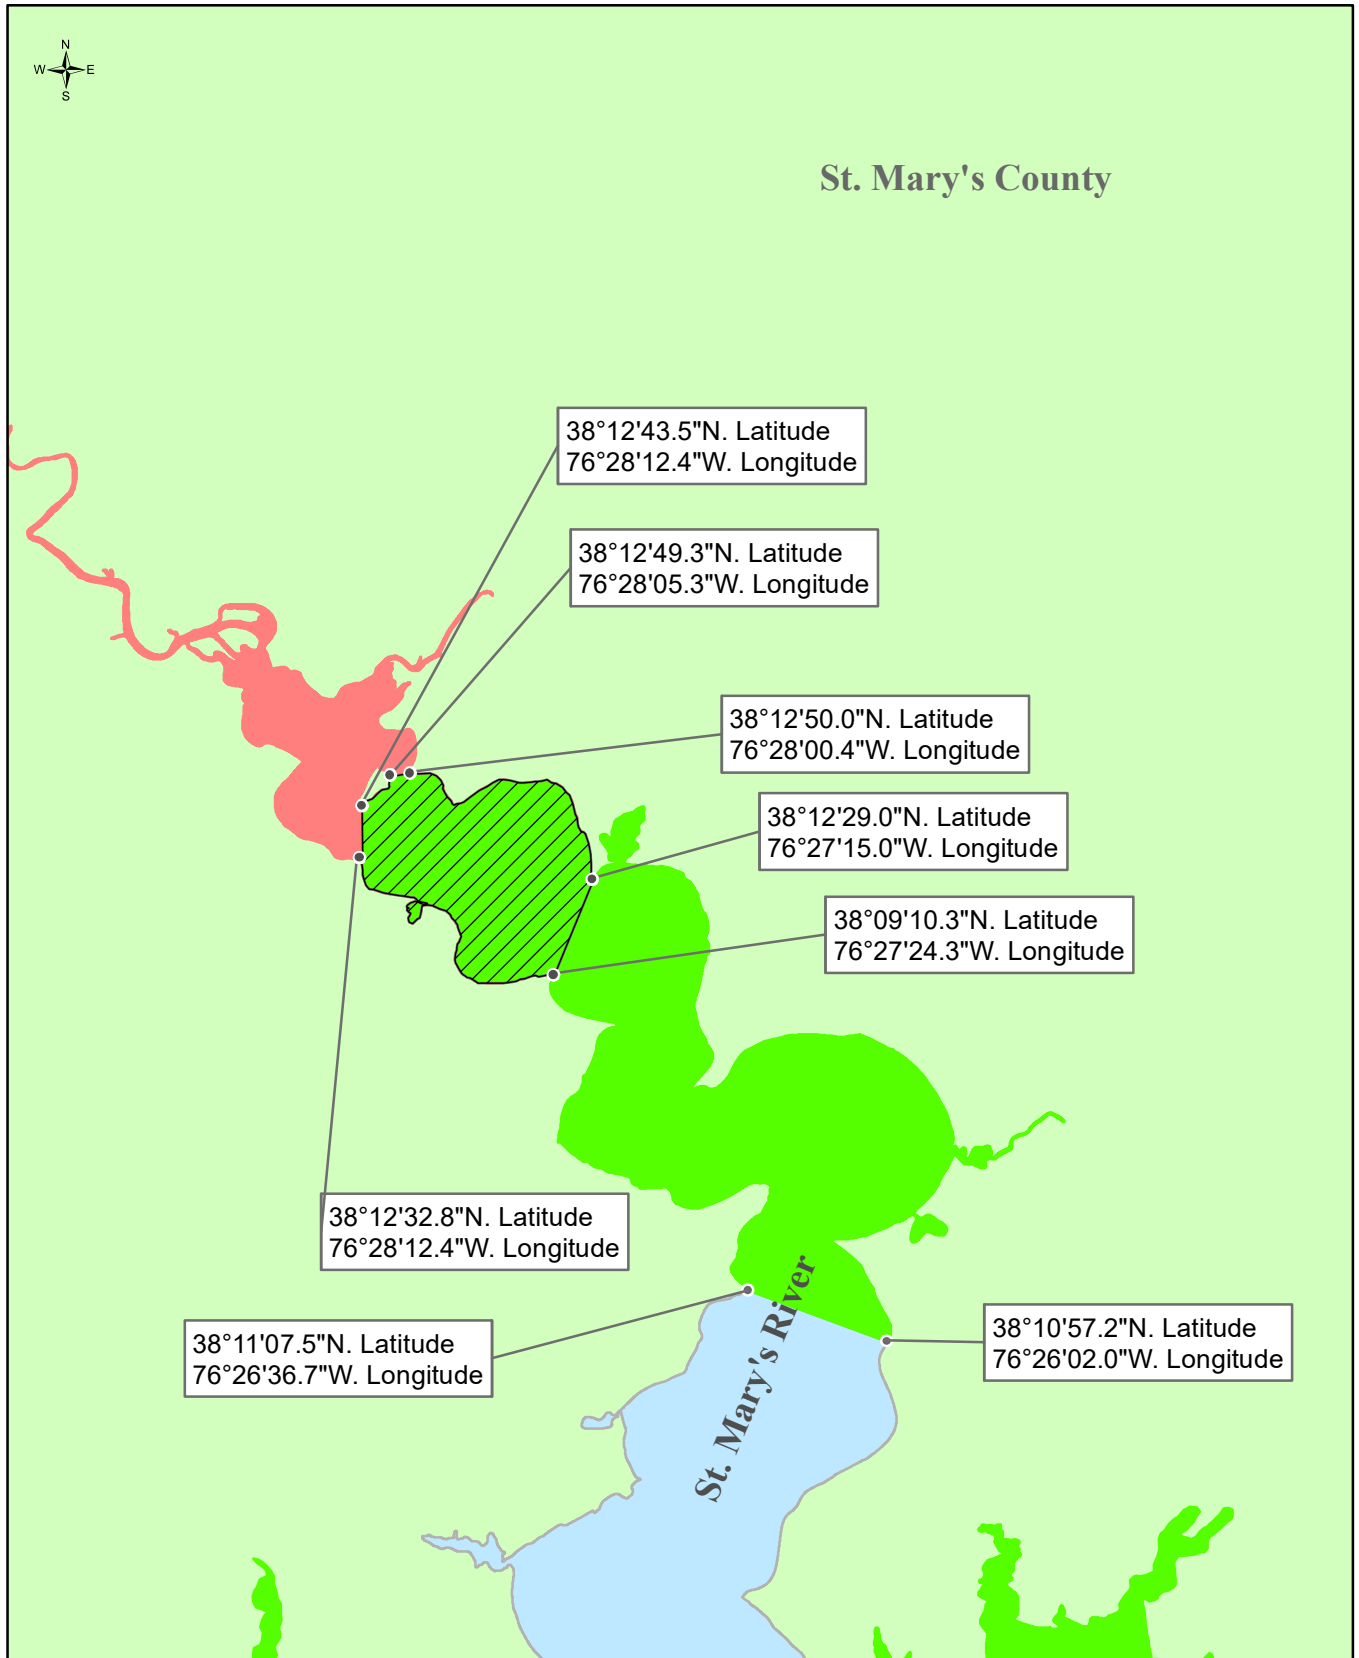 N
W E
S
St. Mary's County
38°12'43.5"N. Latitude
76°28'12.4"W. Longitude
38°12'49.3"N. Latitude
76°28'05.3"W. Longitude
38°12'50.0"N. Latitude
76°28'00.4"W. Longitude
38°12'29.0"N. Latitude
76°27'15.0"W. Longitude
38°09'10.3"N. Latitude
76°27'24.3"W. Longitude
38°12'32.8"N. Latitude
76°28'12.4"W. Longitude
St. Mary's River
38°11'07.5"N. Latitude
76°26'36.7"W. Longitude
38°10'57.2"N. Latitude
76°26'02.0"W. Longitude